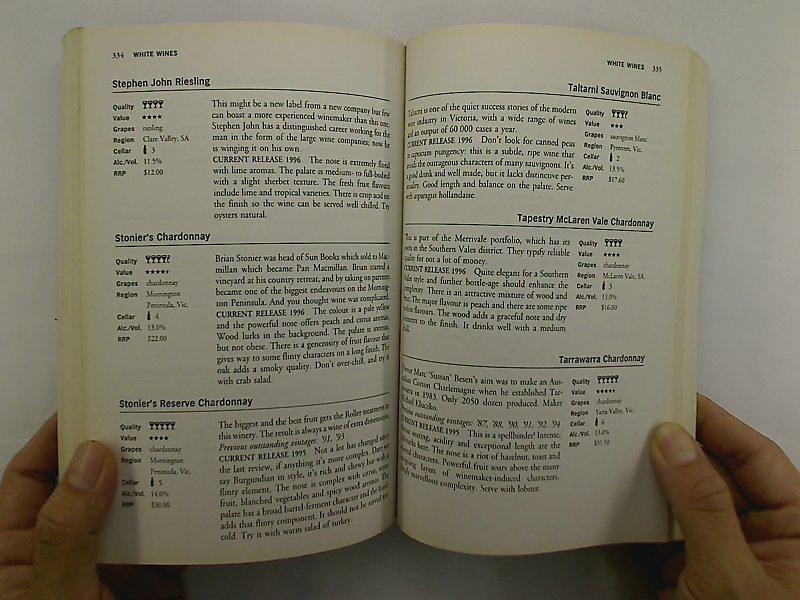 334 WHITE WINES
Stephen John Riesling
Quality
Value ★★★★
Grapes riesling
Region Clare Valley, SA
Cellar 3
Alc./Vol. 11.5%
RRP $12.00
This might be a new label from a new company but few
can boast a more experienced winemaker than this one.
Stephen John has a distinguished career working for the
man in the form of the large wine companies; now he
is winging it on his own.
CURRENT RELEASE 1996 The nose is extremely floral
with lime aromas. The palate is medium- to full-bodied
with a slight sherbet texture. The fresh fruit flavours
include lime and tropical varieties. There is crisp acid on
the finish so the wine can be served well chilled. Try
oysters natural.
Stonier's Chardonnay
Quality
Value
Grapes chardonnay
Region Mornington
Peninsula, Vic.
Cellar 4
Alc./Vol. 13.0%
RRP $22.00
Brian Stonier was head of Sun Books which sold to Mac-
millan which became Pan Macmillan. Brian started a
vineyard at his country retreat, and by taking on partners
became one of the biggest endeavours on the Morning-
ton Peninsula. And you thought wine was complicated.
CURRENT RELEASE 1996 The colour is a pale yellow
and the powerful nose offers peach and citrus aromas.
Wood lurks in the background. The palate is intense,
but not obese. There is a generosity of fruit flavour that
gives way to some flinty characters on a long finish. The
oak adds a smoky quality. Don't over-chill, and try it
with crab salad.
Stonier's Reserve Chardonnay
Quality
Value ★★★★
Grapes chardonnay
Region Mornington
Peninsula, Vic.
Cellar 5
Alc./Vol. 14.0%
RRP $30.00
The biggest and the best fruit gets the Roller treatment in
this winery. The result is always a wine of extra dimension.
Previous outstanding vintages: '91, '93
CURRENT RELEASE 1995 Not a lot has changed since
the last review, if anything it's more complex. Dare we
say Burgundian in style, it's rich and chewy but with a
flinty element. The nose is complex with citrus, stone
fruit, blanched vegetables and spicy wood aromas. The
palate has a broad barrel-ferment character and the fresh
adds that flinty component. It should not be served too
cold. Try it with warm salad of turkey.
WHITE WINES 335
Taltarni Sauvignon Blanc
Taltarni is one of the quiet success stories of the modern
wine industry in Victoria, with a wide range of wines
and an output of 60 000 cases a year.
CURRENT RELEASE 1996 Don't look for canned peas
or capsicum pungency: this is a subtle, ripe wine that
avoids the outrageous characters of many sauvignons. It's
a good drink and well made, but it lacks distinctive per-
sonality. Good length and balance on the palate. Serve
with asparagus hollandaise.
Quality
Value ★★★
Grapes sauvignon blanc
Region Pyrenees, Vic.
Cellar 2
Alc./Vol. 13.5%
RRP $17.60
Tapestry McLaren Vale Chardonnay
This is part of the Merrivale portfolio, which has its
roots in the Southern Vales district. They typify reliable
quality for not a lot of money.
CURRENT RELEASE 1996 Quite elegant for a Southern
Vales style and further bottle-age should enhance the
complexity. There is an attractive mixture of wood and
fruit. The major flavour is peach and there are some ripe
melon flavours. The wood adds a graceful note and dry
elements to the finish. It drinks well with a medium
chill.
Quality
Value ★★★★
Grapes chardonnay
Region McLaren Vale, SA
Cellar 3
Alc./Vol. 13.0%
RRP $16.00
Tarrawarra Chardonnay
Owner Marc 'Sussan' Besen's aim was to make an Aus-
tralian Corton Charlemagne when he established Tar-
rawarra in 1983. Only 2050 dozen produced. Maker
Michael Kluczko.
Previous outstanding vintages: '87, '88, '90, '91, '92, '94
CURRENT RELEASE 1995 This is a spellbinder! Intense,
sexing, acidity and exceptional length are the
here. The nose is a riot of hazelnut, toast and
characters. Powerful fruit soars above the many
layers of winemaker-induced characters.
marvellous complexity. Serve with lobster.
Quality
Value
Grapes chardonnay
Region Yarra Valley, Vic.
Cellar 6
Alc./Vol. 13.0%
RRP